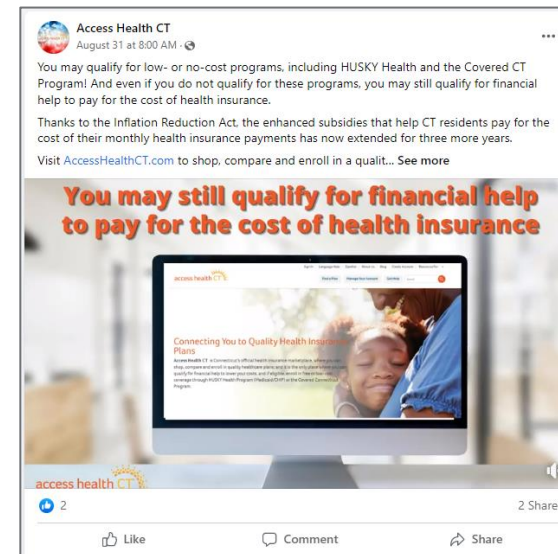 Access Health CT
August 31 at 8:00 AM ·
You may qualify for low- or no-cost programs, including HUSKY Health and the Covered CT
Program! And even if you do not qualify for these programs, you may still qualify for financial
help to pay for the cost of health insurance.
Thanks to the Inflation Reduction Act, the enhanced subsidies that help CT residents pay for the
cost of their monthly health insurance payments has now extended for three more years.
Visit AccessHealthCT.com to shop, compare and enroll in a qualit... See more
You may still qualify for financial help
to pay for the cost of health insurance
access health CT
Connecting You to Quality Health Insurance
Plans
access health CT
2
2 Share
Like
Comment
Share